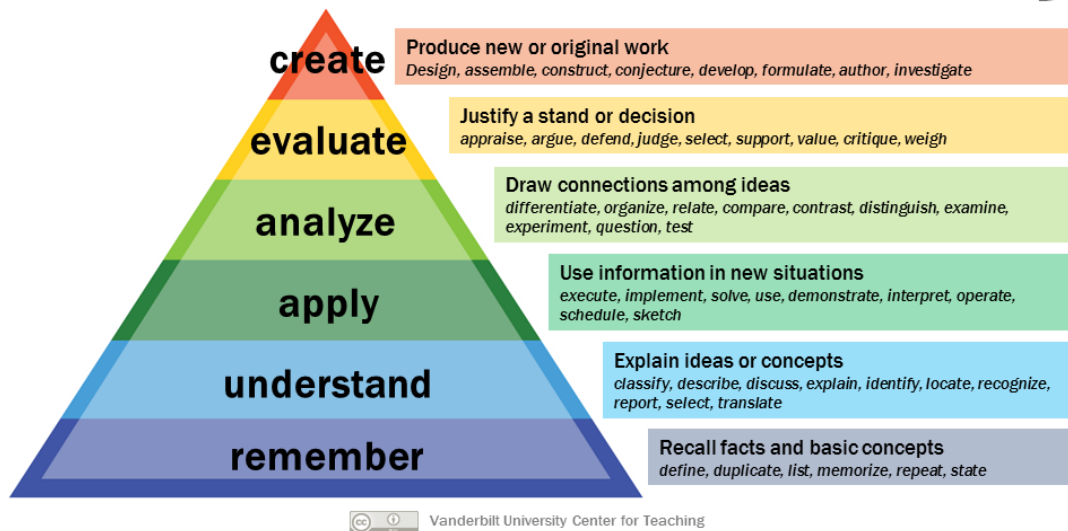 create
Produce new or original work
Design, assemble, construct, conjecture, develop, formulate, author, investigate
evaluate
Justify a stand or decision
appraise, argue, defend, judge, select, support, value, critique, weigh
analyze
Draw connections among ideas
differentiate, organize, relate, compare, contrast, distinguish, examine,
experiment, question, test
apply
Use information in new situations
execute, implement, solve, use, demonstrate, interpret, operate,
schedule, sketch
understand
Explain ideas or concepts
classify, describe, discuss, explain, identify, locate, recognize,
report, select, translate
remember
Recall facts and basic concepts
define, duplicate, list, memorize, repeat, state
cc
Vanderbilt University Center for Teaching